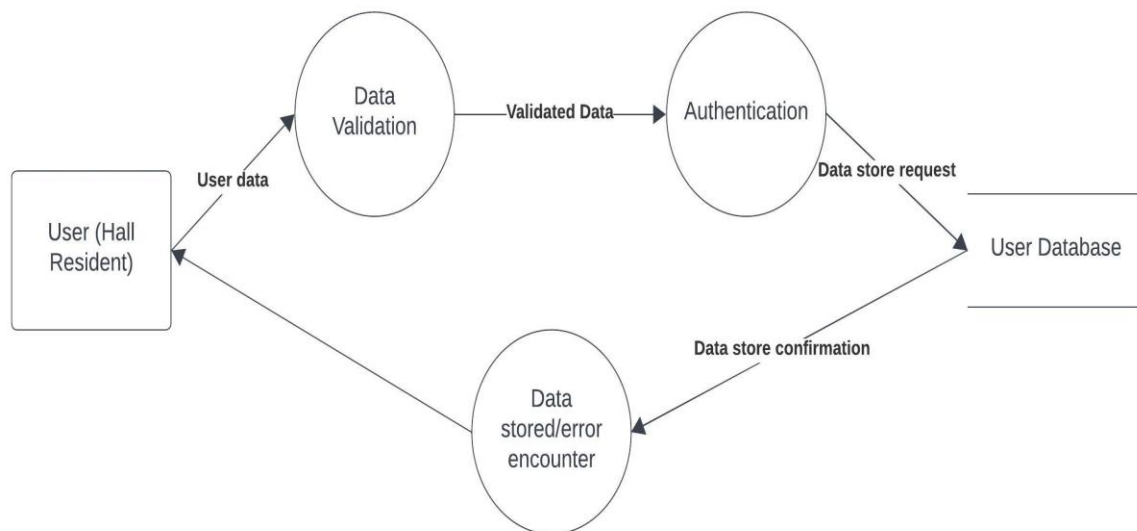 Data
Validation
Validated Data
Authentication
User data
Data store request
User (Hall
Resident)
User Database
Data store confirmation
Data
stored/error
encounter